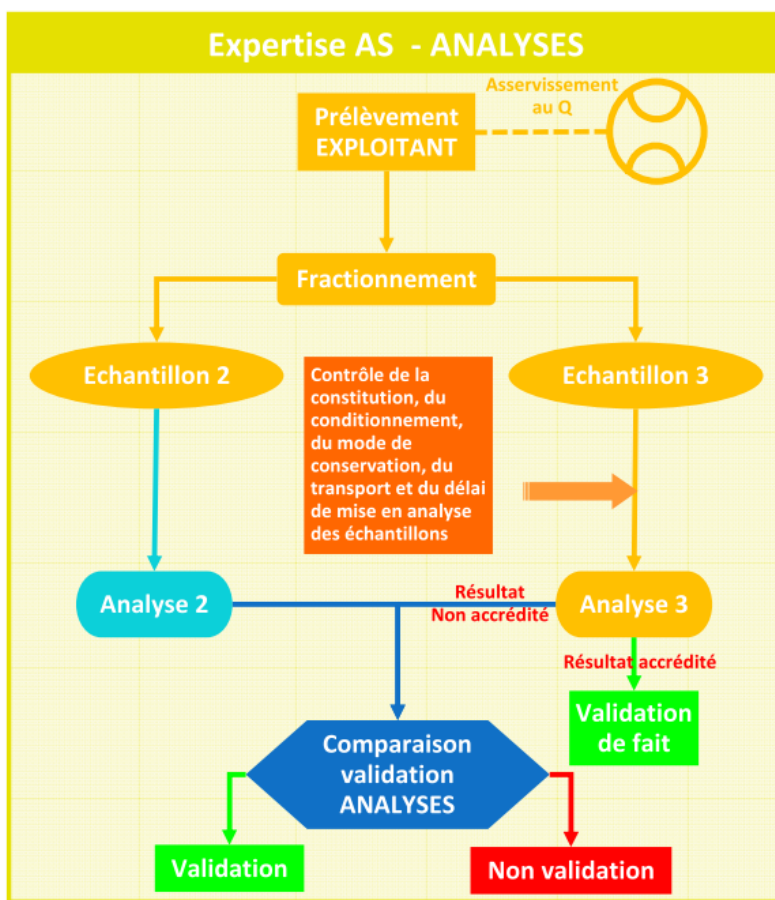 Expertise AS - ANALYSES
Asservissement
au Q
Prélèvement
EXPLOITANT
Fractionnement
Echantillon 2
Echantillon 3
Contrôle de la
constitution, du
conditionnement,
du mode de
conservation, du
transport et du délai
de mise en analyse
des échantillons
Analyse 2
Résultat
Non accrédité
Analyse 3
Résultat accrédité
Validation
de fait
Comparaison
validation
ANALYSES
Validation
Non validation